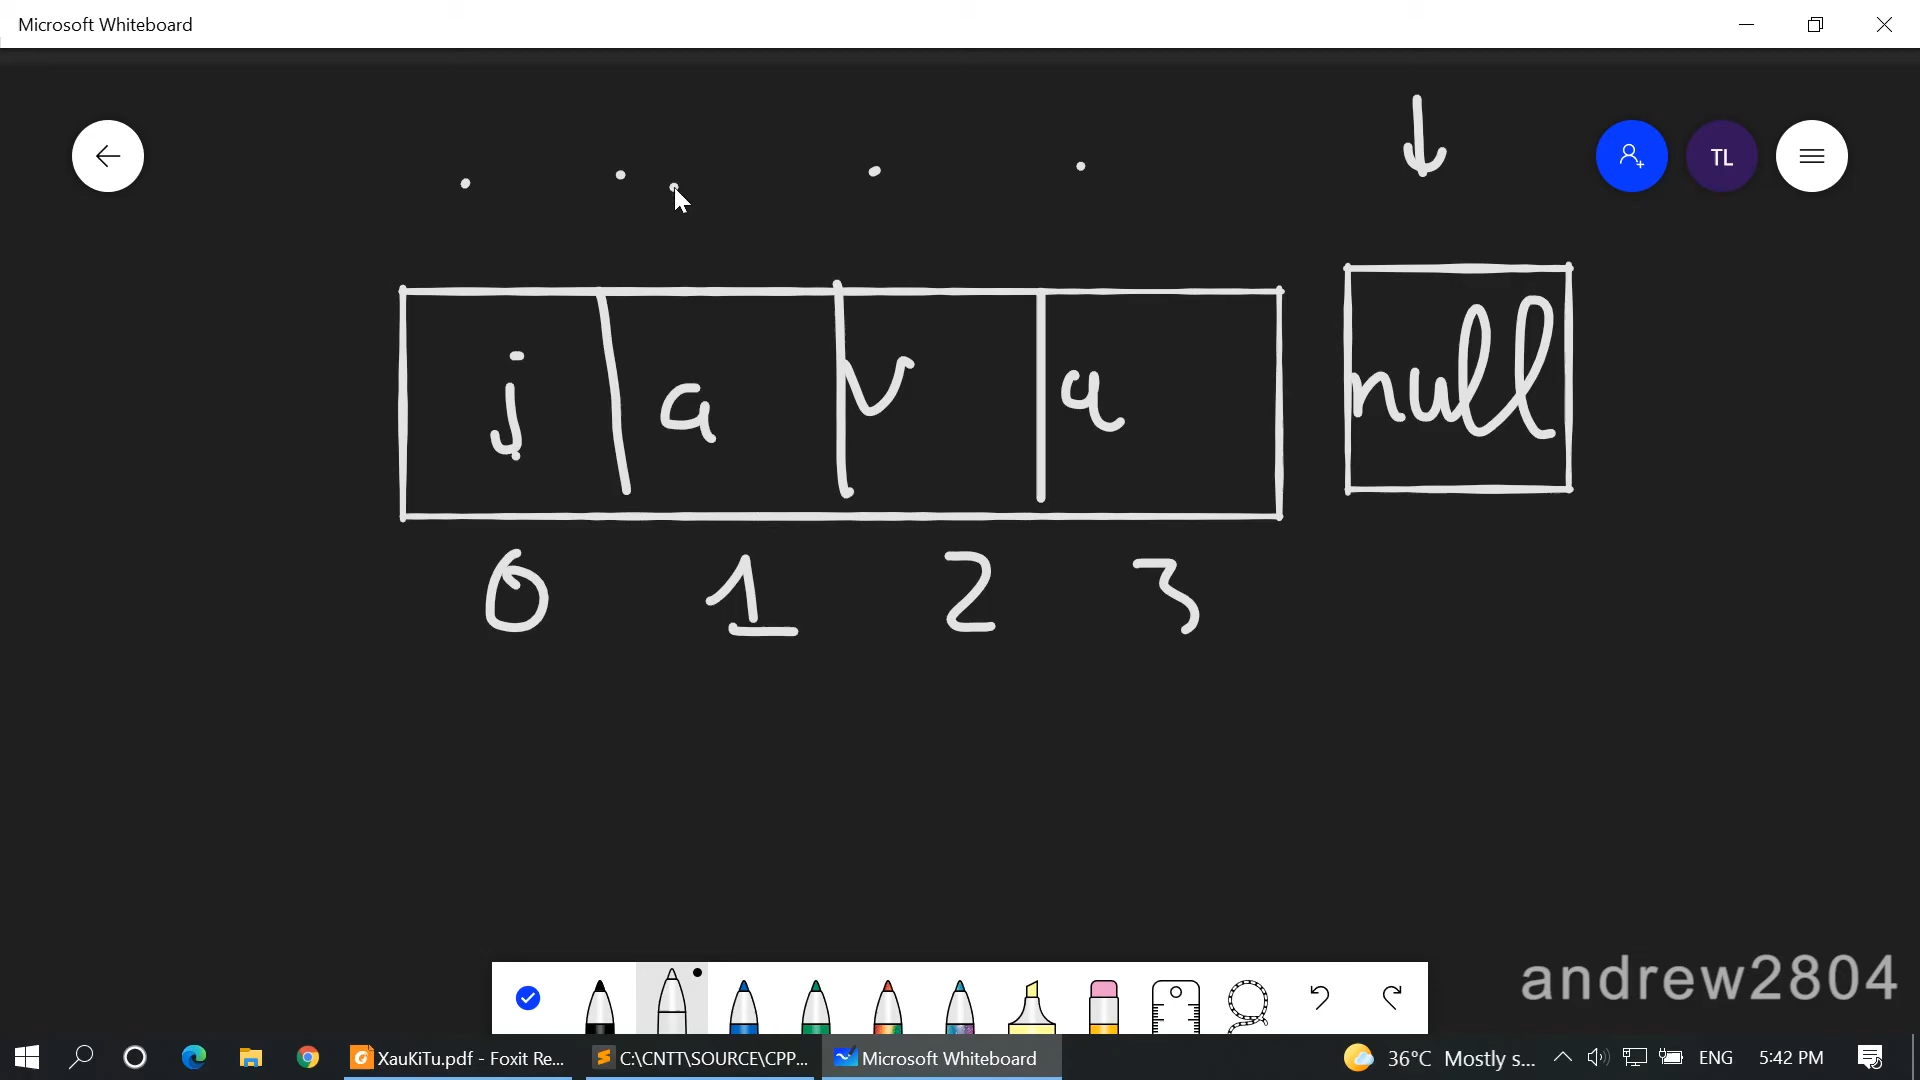 Microsoft Whiteboard
TL
j a v a null
0 1 2 3
andrew2804
XauKiTu.pdf - Foxit Re... C:\CNTT\SOURCE\CPP... Microsoft Whiteboard 36°C Mostly s... ENG 5:42 PM